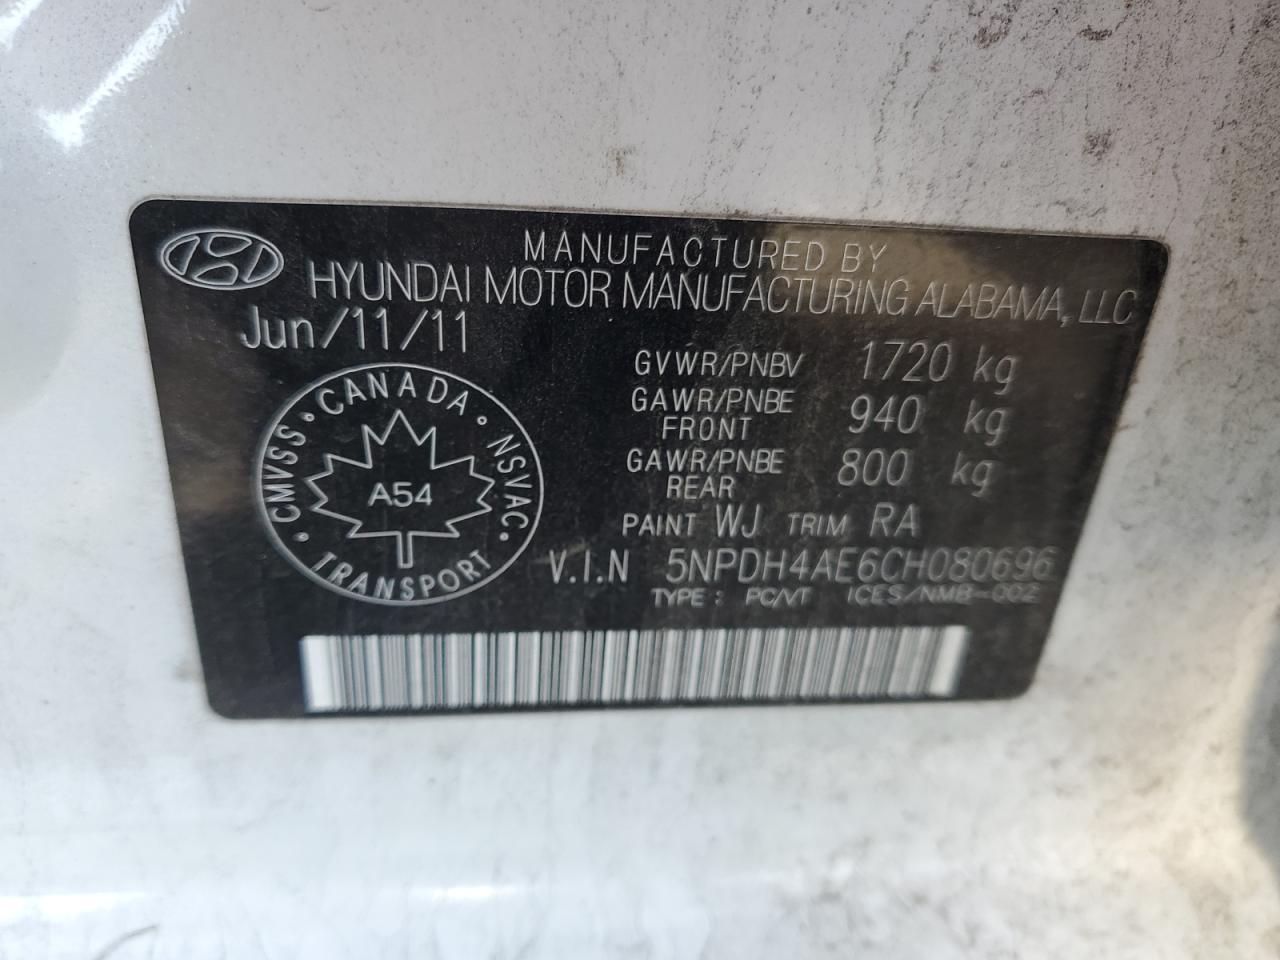 MANUFACTURED BY
HYUNDAI MOTOR MANUFACTURING ALABAMA, LLC
Jun/11/11
GVWR/PNBV 1720 kg
GAWR/PNBE FRONT 940 kg
GAWR/PNBE REAR 800 kg
CANADA · NSVAC · TRANSPORT · CMVSS ·
A54
PAINT WJ TRIM RA
V.I.N 5NPDH4AE6CH080696
TYPE : PC/VT ICES/NMB-002